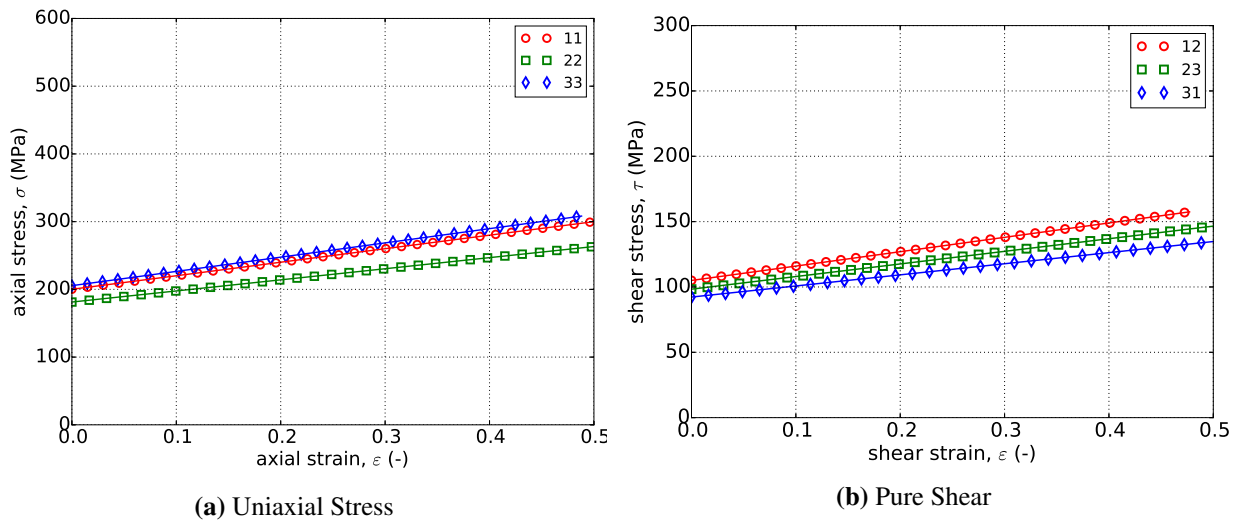 600
500
400
300
200
100
0
0.0 0.1 0.2 0.3 0.4 0.5
axial strain, ε (-)
axial stress, σ (MPa)
11
22
33
(a) Uniaxial Stress
300
250
200
150
100
50
0
0.0 0.1 0.2 0.3 0.4 0.5
shear strain, ε (-)
shear stress, τ (MPa)
12
23
31
(b) Pure Shear